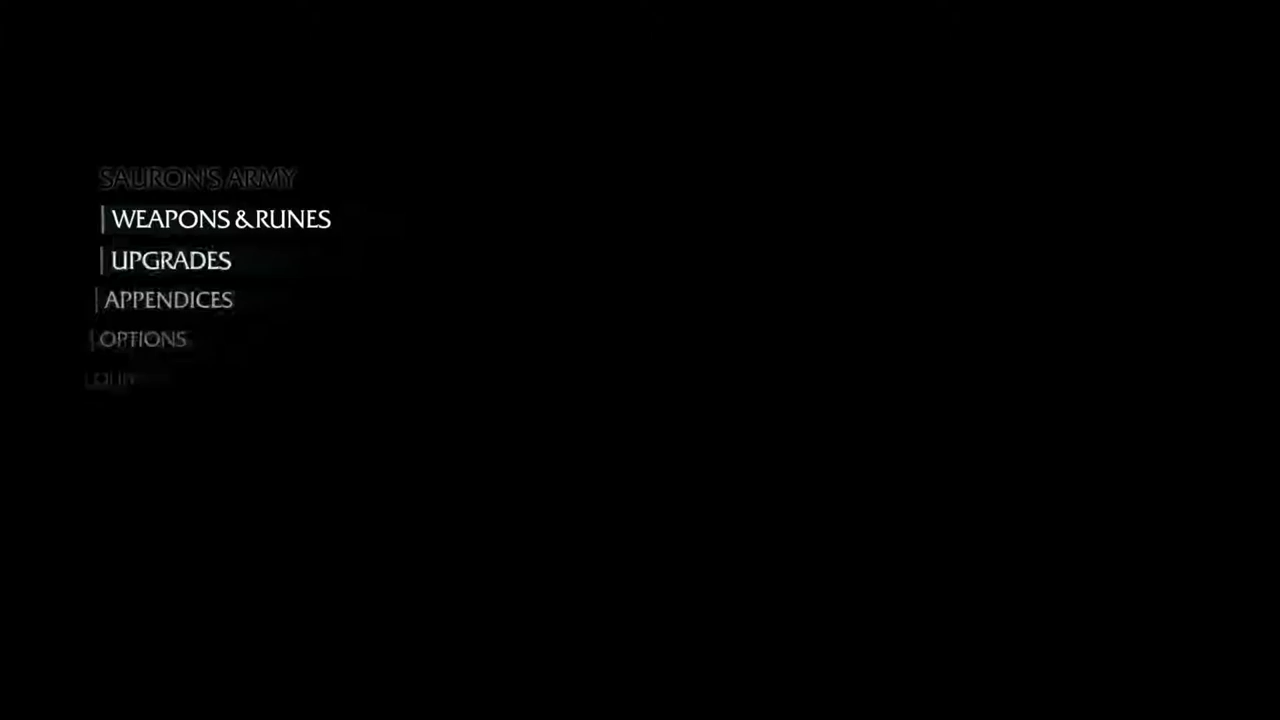 SAURON'S ARMY
WEAPONS & RUNES
UPGRADES
APPENDICES
OPTIONS